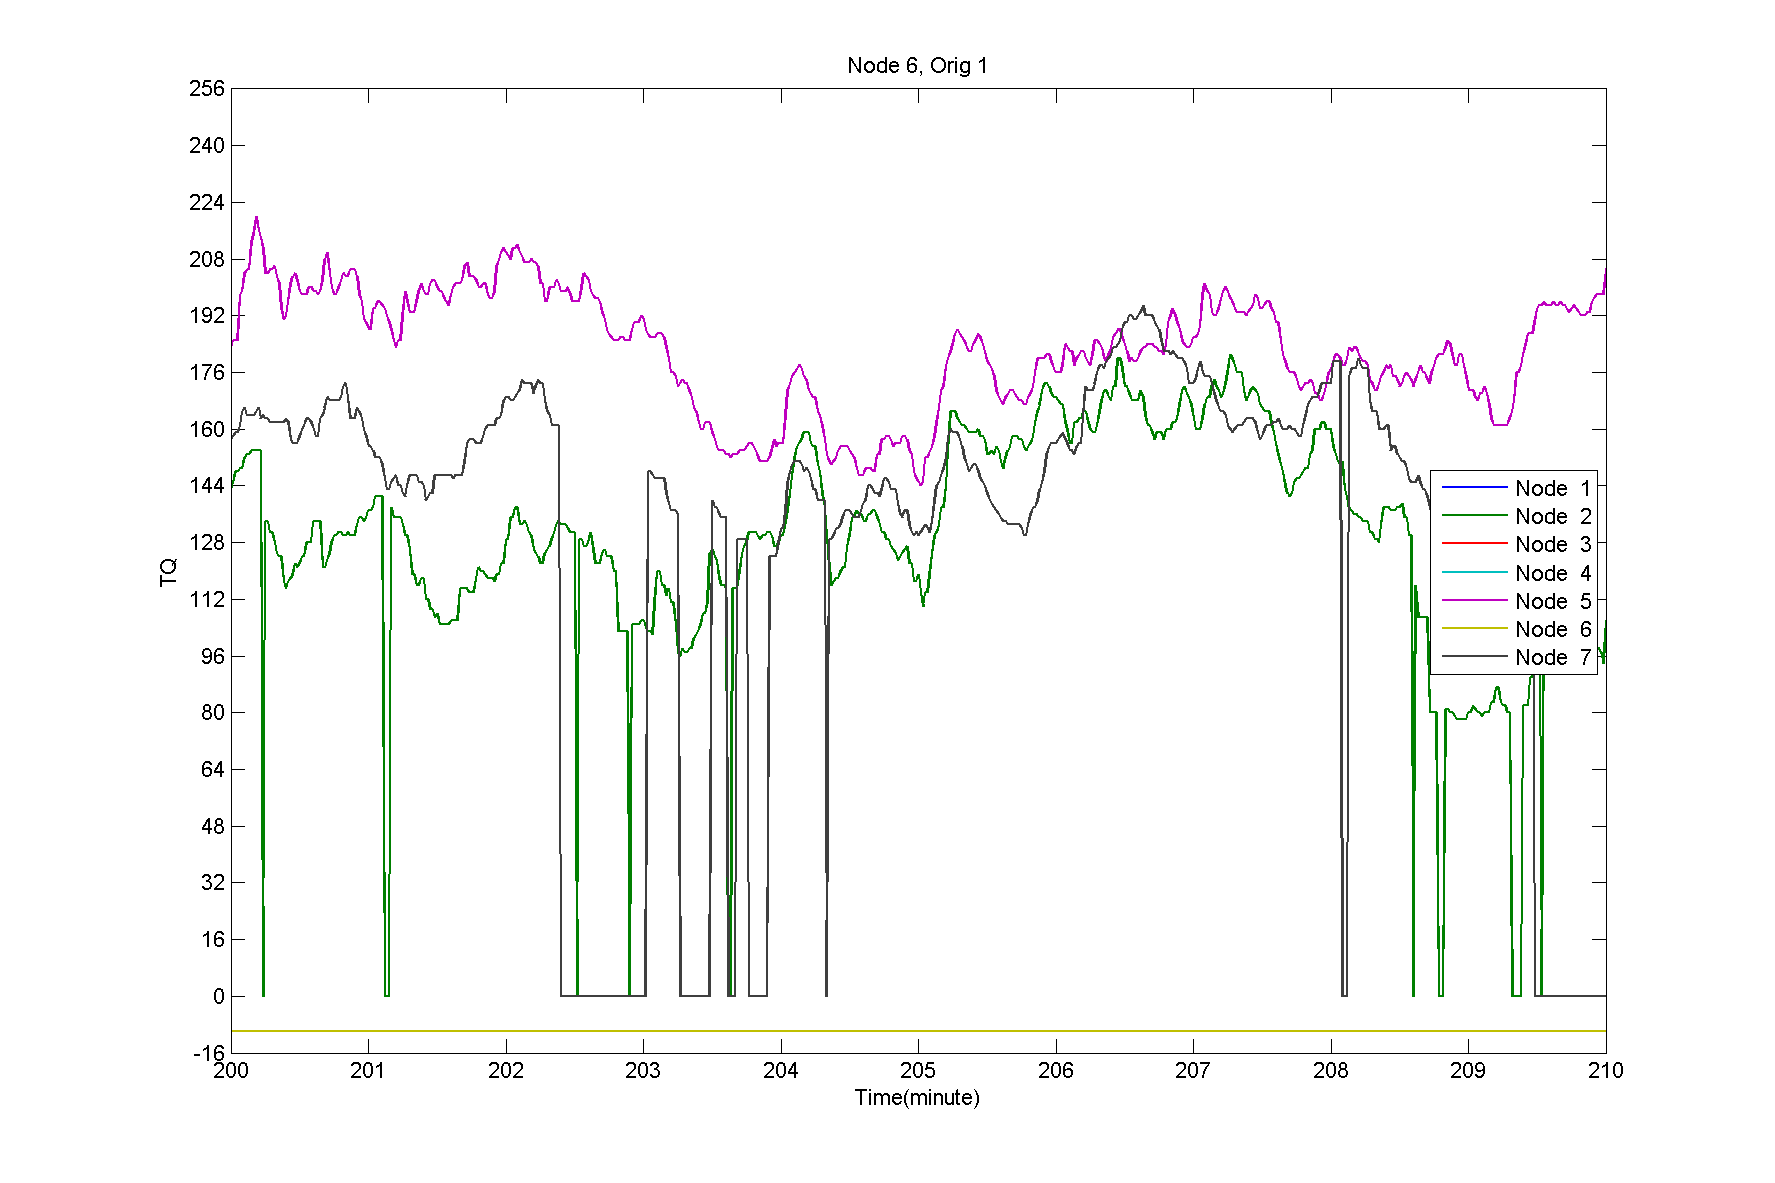 Node 6, Orig 1
256
240
224
208
192
176
160
144
128
112
96
80
64
48
32
16
0
-16
TQ
200 201 202 203 204 205 206 207 208 209 210
Time(minute)
Node 1
Node 2
Node 3
Node 4
Node 5
Node 6
Node 7